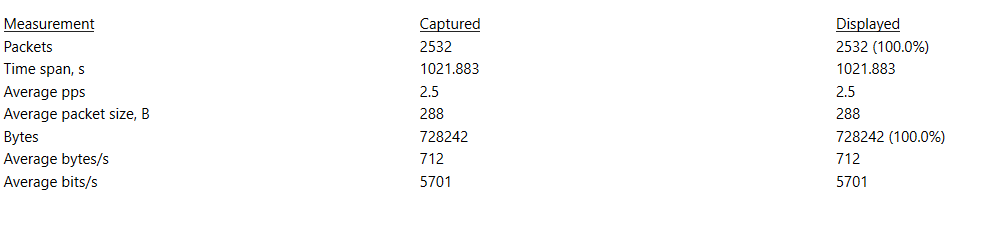 Measurement Captured Displayed
Packets 2532 2532 (100.0%)
Time span, s 1021.883 1021.883
Average pps 2.5 2.5
Average packet size, B 288 288
Bytes 728242 728242 (100.0%)
Average bytes/s 712 712
Average bits/s 5701 5701